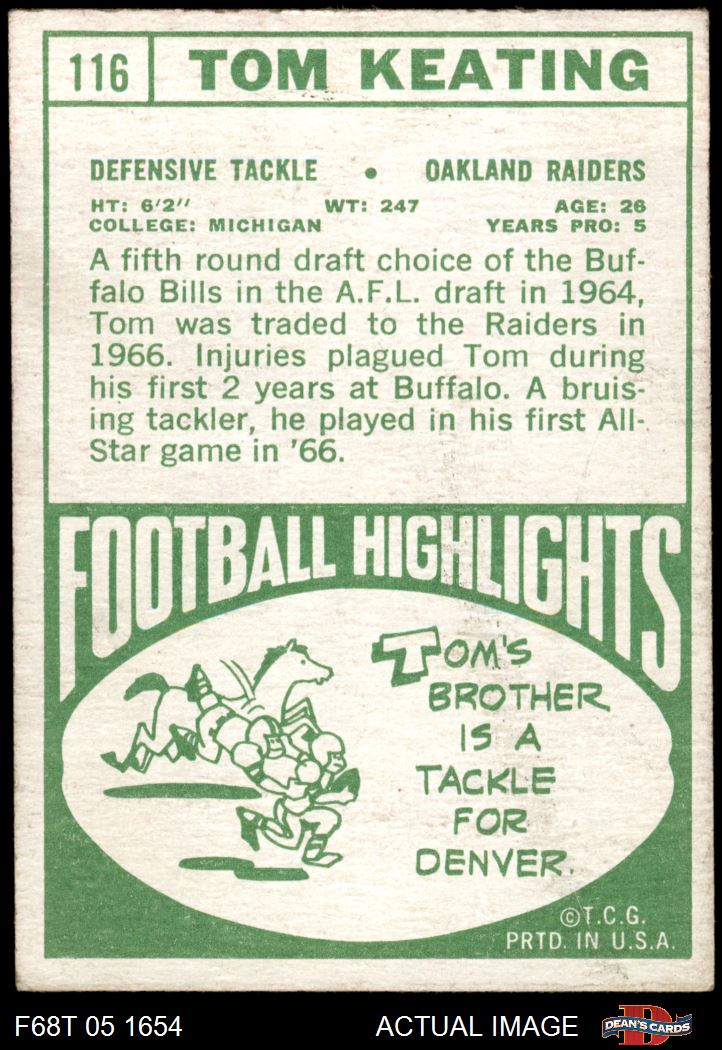 116 TOM KEATING
DEFENSIVE TACKLE • OAKLAND RAIDERS
HT: 6'2" WT: 247 AGE: 26
COLLEGE: MICHIGAN YEARS PRO: 5
A fifth round draft choice of the Buf-
falo Bills in the A.F.L. draft in 1964,
Tom was traded to the Raiders in
1966. Injuries plagued Tom during
his first 2 years at Buffalo. A bruis-
ing tackler, he played in his first All-
Star game in '66.
FOOTBALL HIGHLIGHTS
TOM'S
BROTHER
IS A
TACKLE
FOR
DENVER.
©T.C.G.
PRTD. IN U.S.A.
F68T 05 1654 ACTUAL IMAGE D DEAN'S CARDS